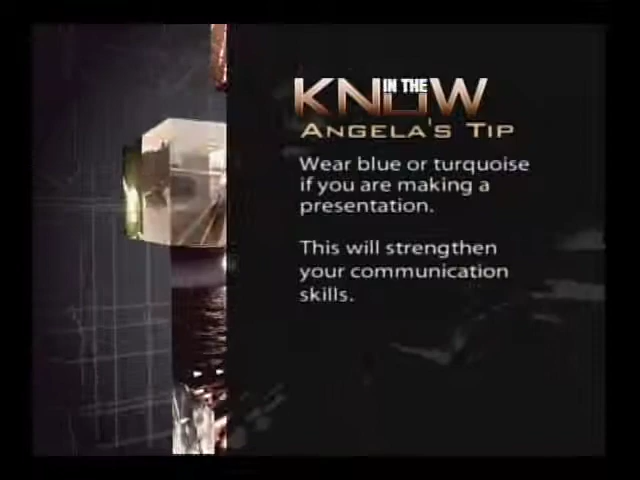 IN THE
KNOW
ANGELA'S TIP
Wear blue or turquoise
if you are making a
presentation.
This will strengthen
your communication
skills.